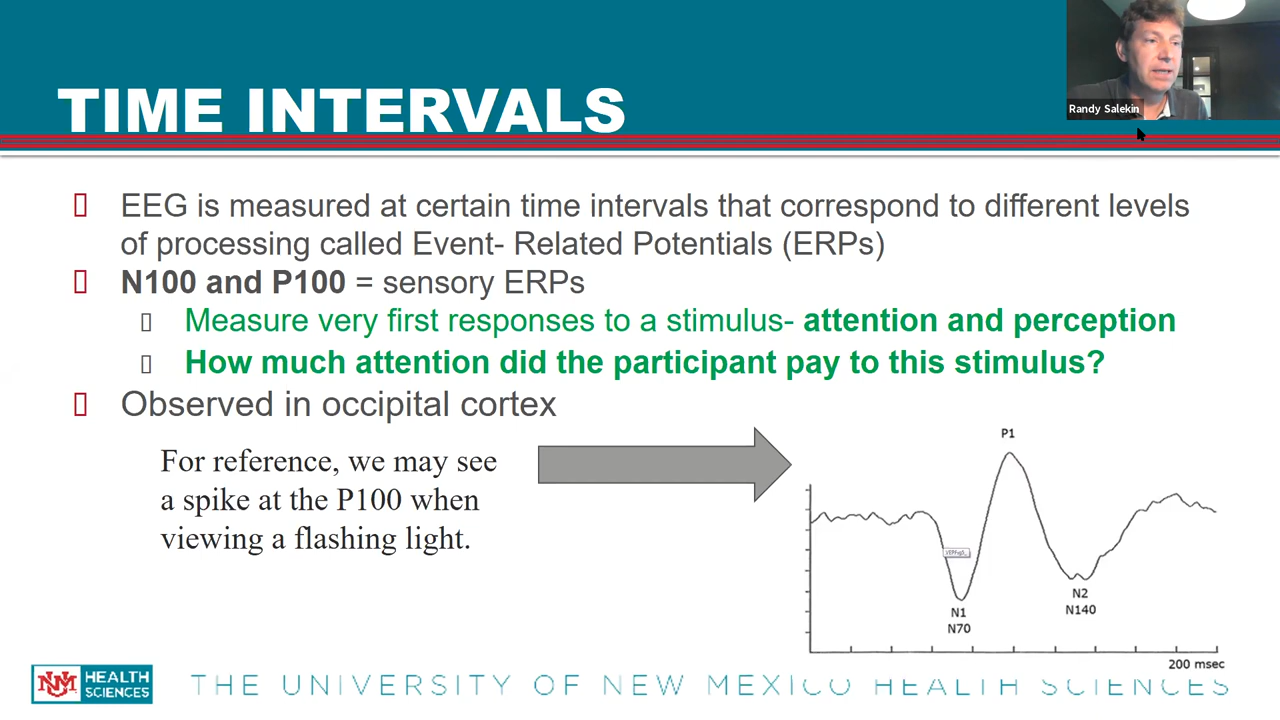 Randy Salekin
TIME INTERVALS
EEG is measured at certain time intervals that correspond to different levels
of processing called Event- Related Potentials (ERPs)
N100 and P100 = sensory ERPs
Measure very first responses to a stimulus- attention and perception
How much attention did the participant pay to this stimulus?
Observed in occipital cortex
For reference, we may see
a spike at the P100 when
viewing a flashing light.
P1
N1
N70
N2
N140
200 msec
UNM HEALTH
SCIENCES
THE UNIVERSITY OF NEW MEXICO HEALTH SCIENCES